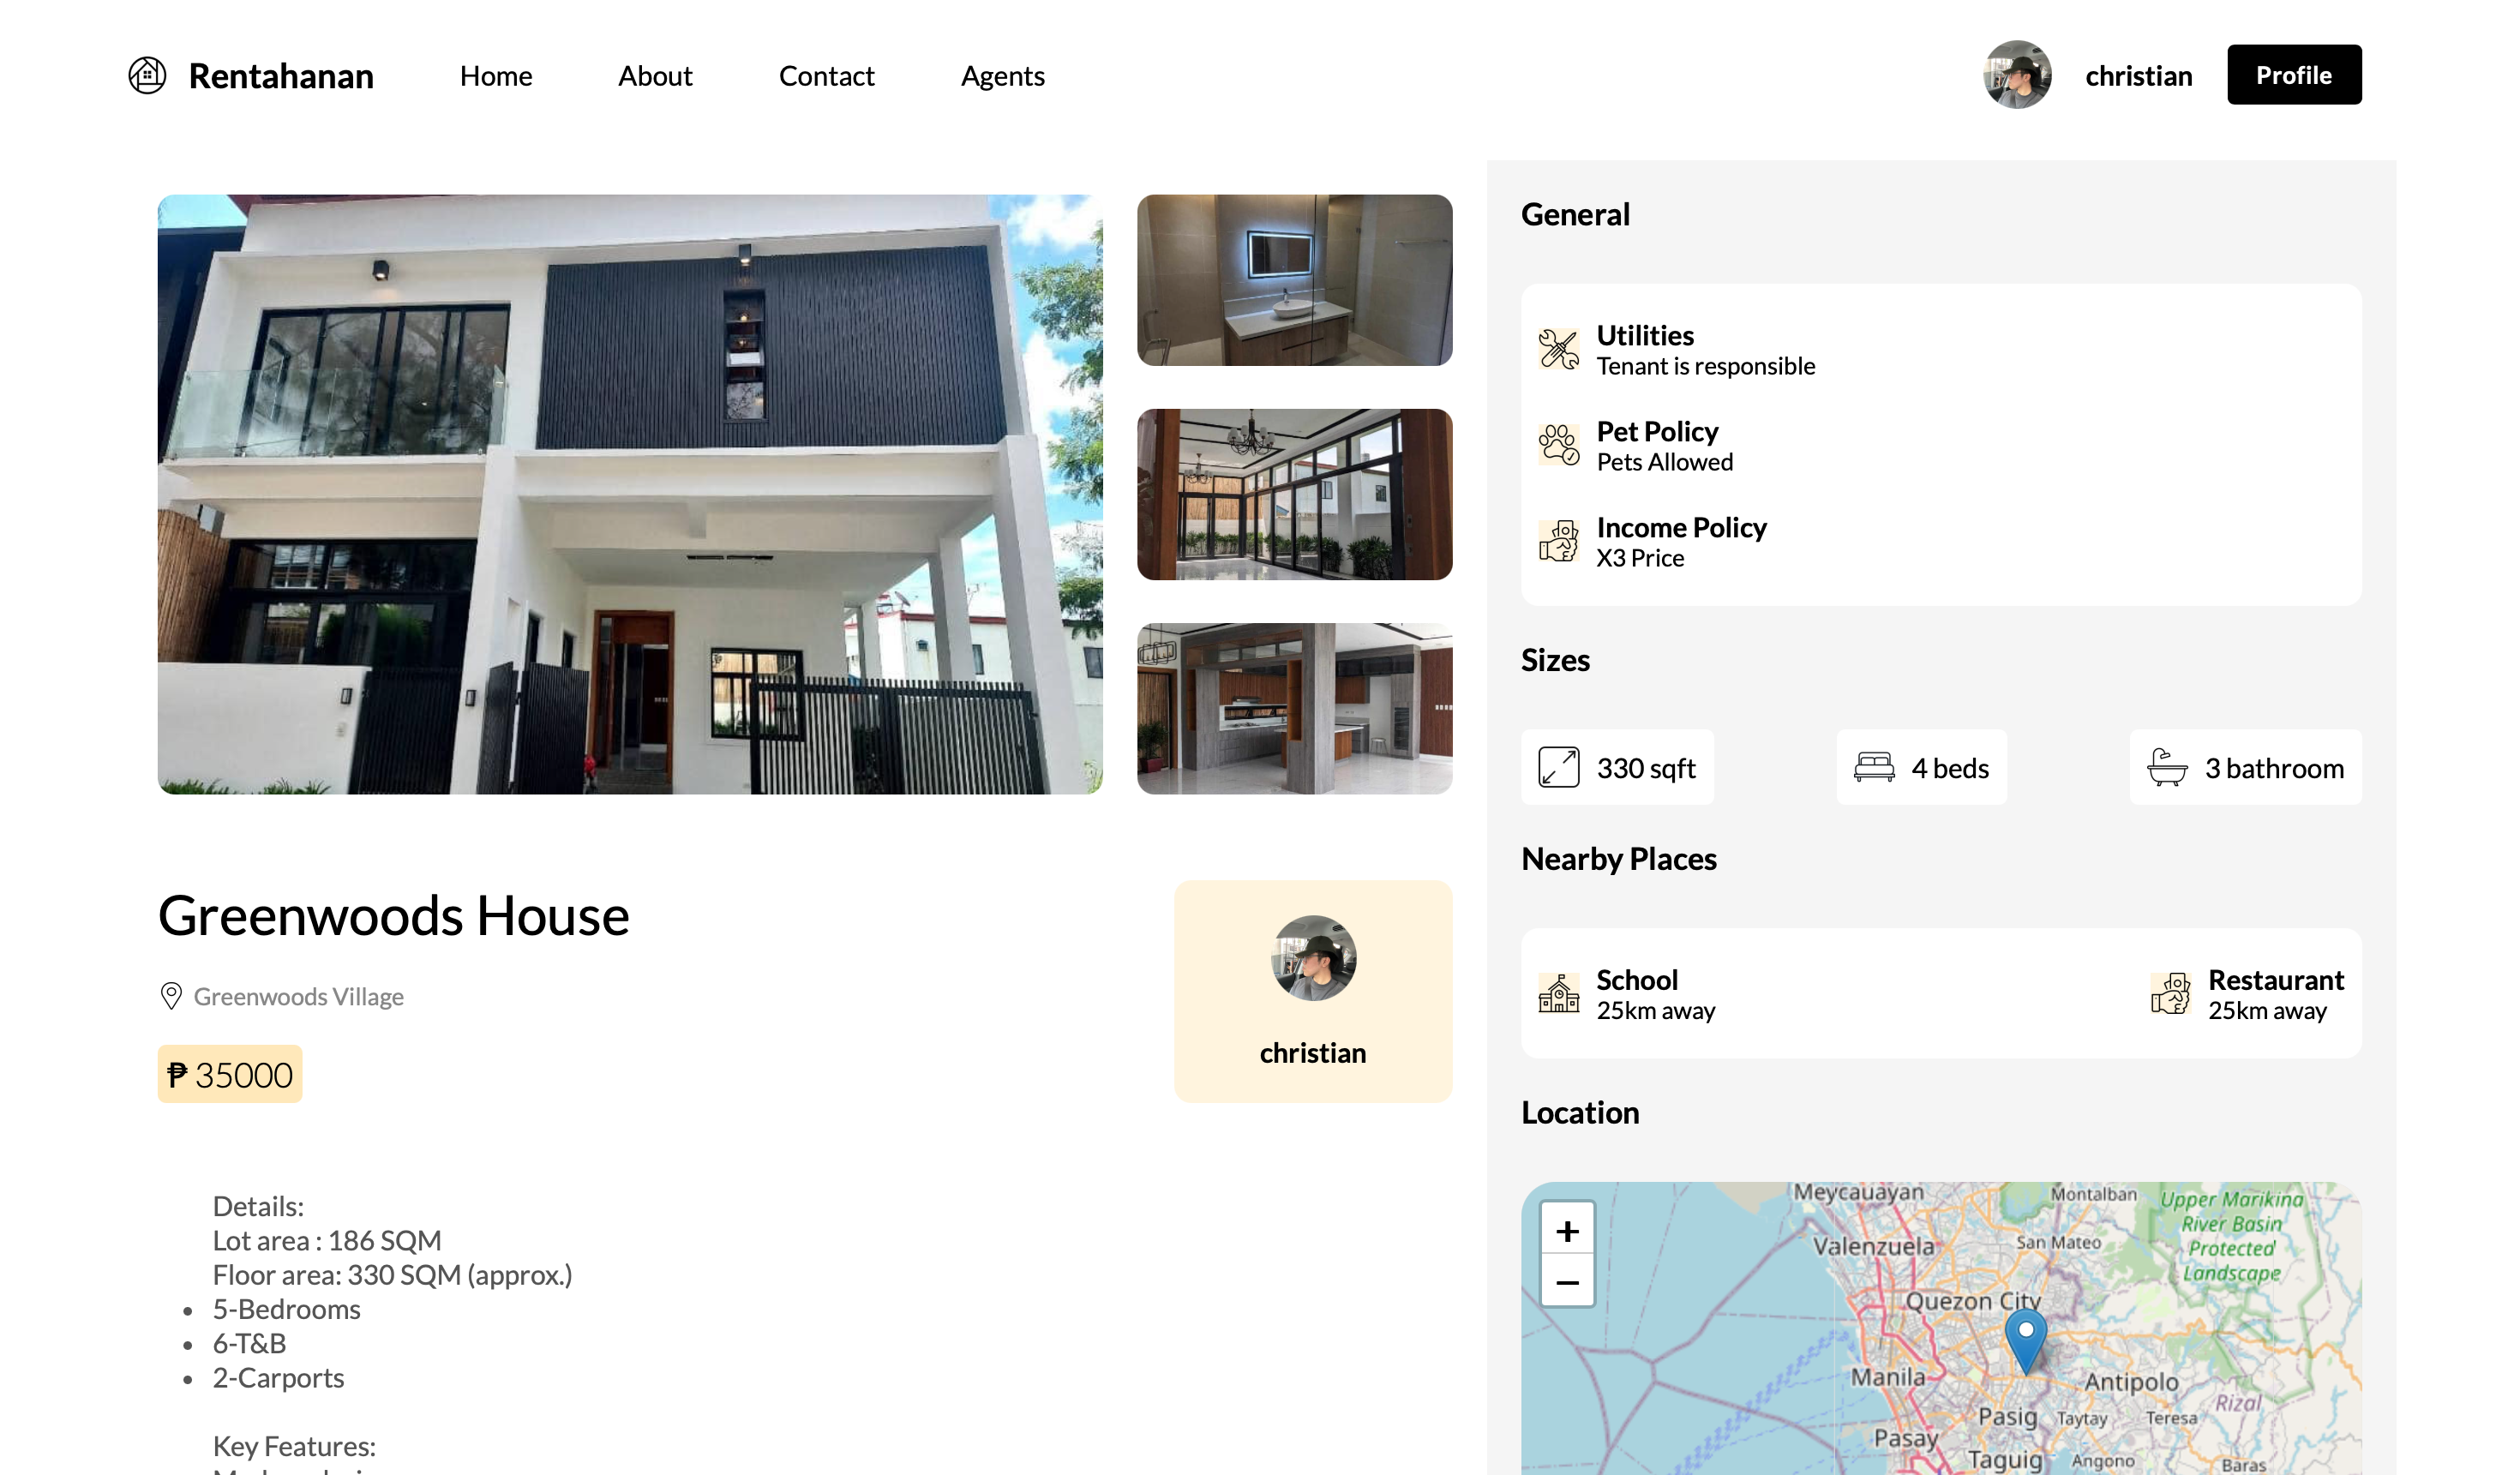 Rentahanan
Home
About
Contact
Agents
christian
Profile
General
Utilities
Tenant is responsible
Pet Policy
Pets Allowed
Income Policy
X3 Price
Sizes
330 sqft
4 beds
3 bathroom
Nearby Places
School
25km away
Restaurant
25km away
Location
+
−
Meycauayan
Montalban
Upper Marikina
River Basin
Protected
Landscape
Valenzuela
San Mateo
Quezon City
Manila
Antipolo
Rizal
Pasig
Taytay
Teresa
Pasay
Taguig
Angono
Baras
Greenwoods House
Greenwoods Village
₱ 35000
christian
Details:
Lot area : 186 SQM
Floor area: 330 SQM (approx.)
• 5-Bedrooms
• 6-T&B
• 2-Carports
Key Features: